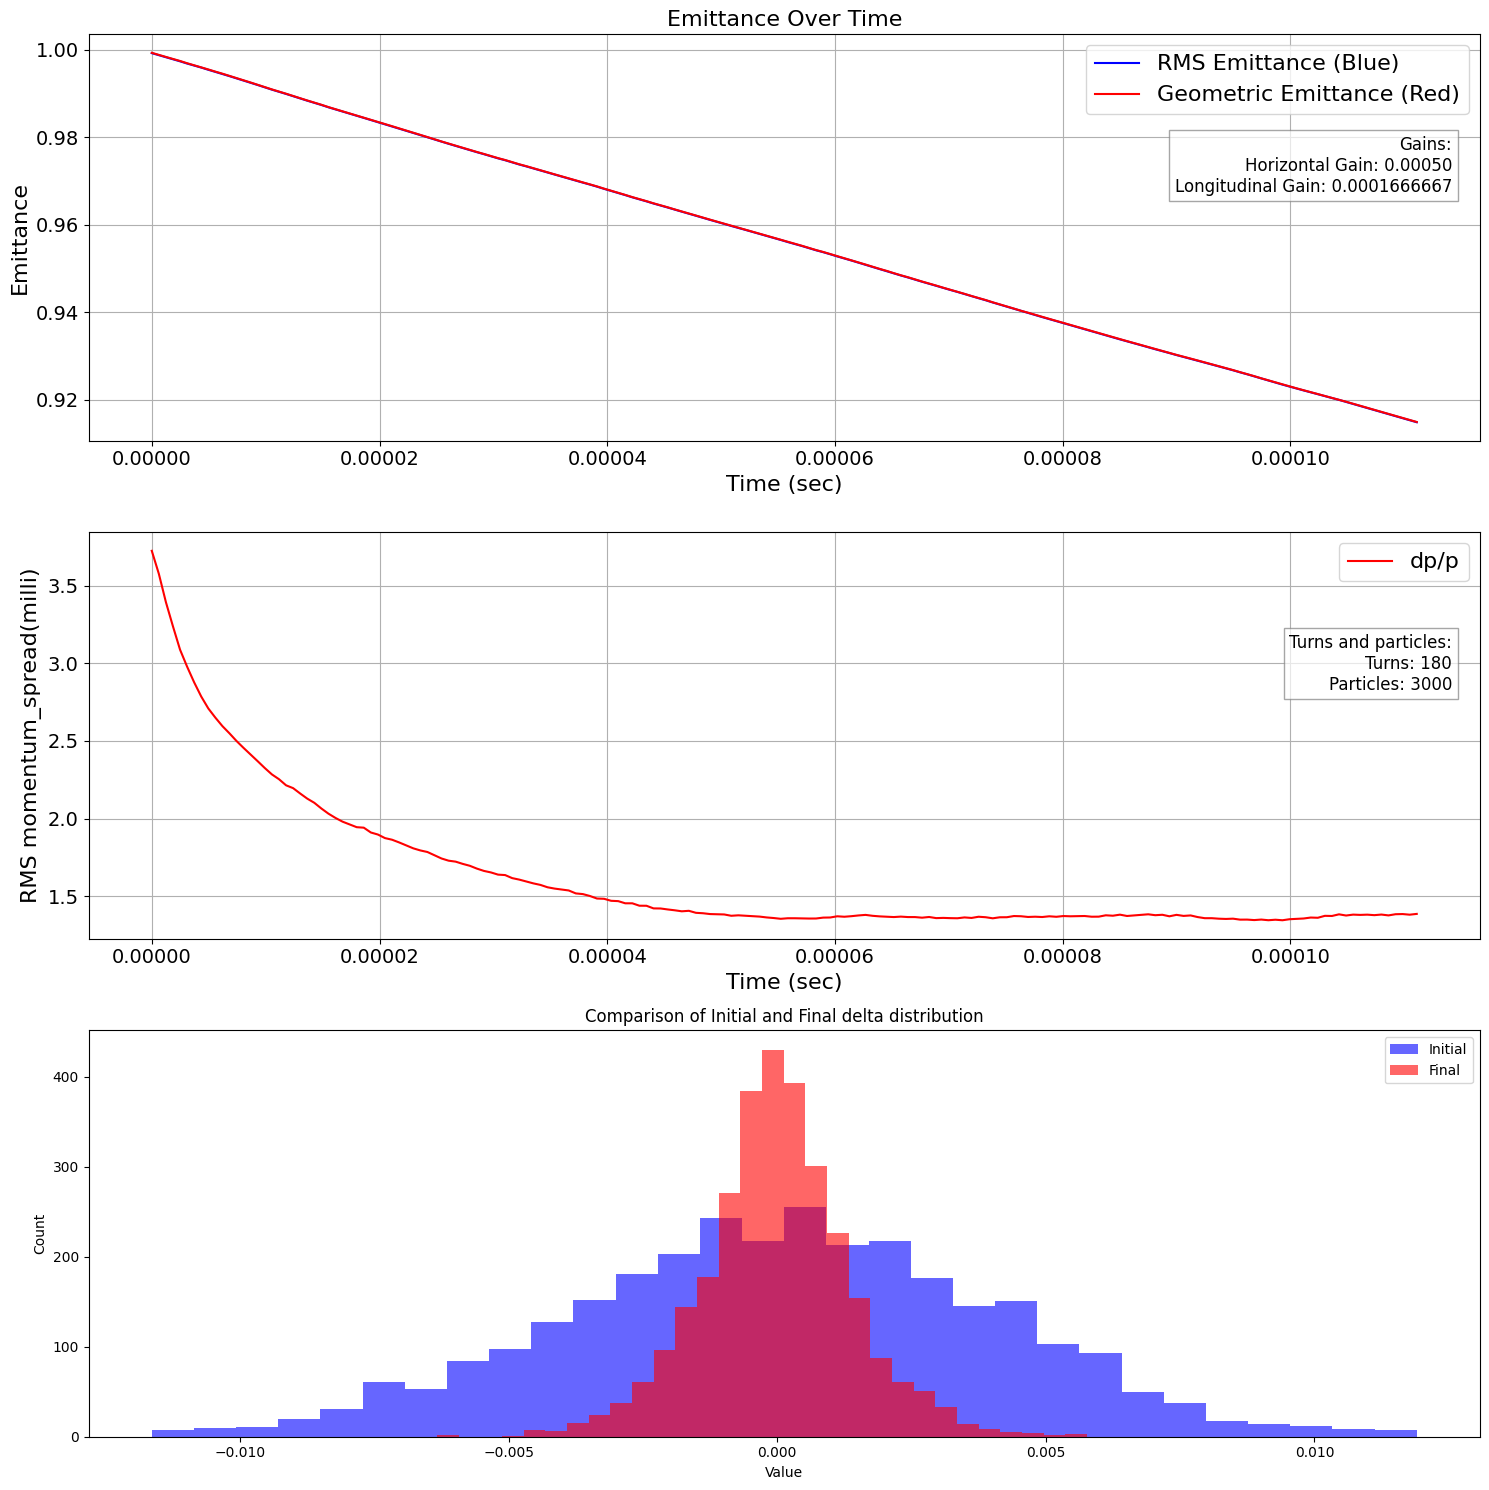 Emittance Over Time
Emittance
1.00
0.98
0.96
0.94
0.92
RMS Emittance (Blue)
Geometric Emittance (Red)
Gains:
Horizontal Gain: 0.00050
Longitudinal Gain: 0.0001666667
0.00000 0.00002 0.00004 0.00006 0.00008 0.00010
Time (sec)
RMS momentum_spread(milli)
3.5
3.0
2.5
2.0
1.5
dp/p
Turns and particles:
Turns: 180
Particles: 3000
0.00000 0.00002 0.00004 0.00006 0.00008 0.00010
Time (sec)
Comparison of Initial and Final delta distribution
Count
400
300
200
100
0
Initial
Final
−0.010 −0.005 0.000 0.005 0.010
Value